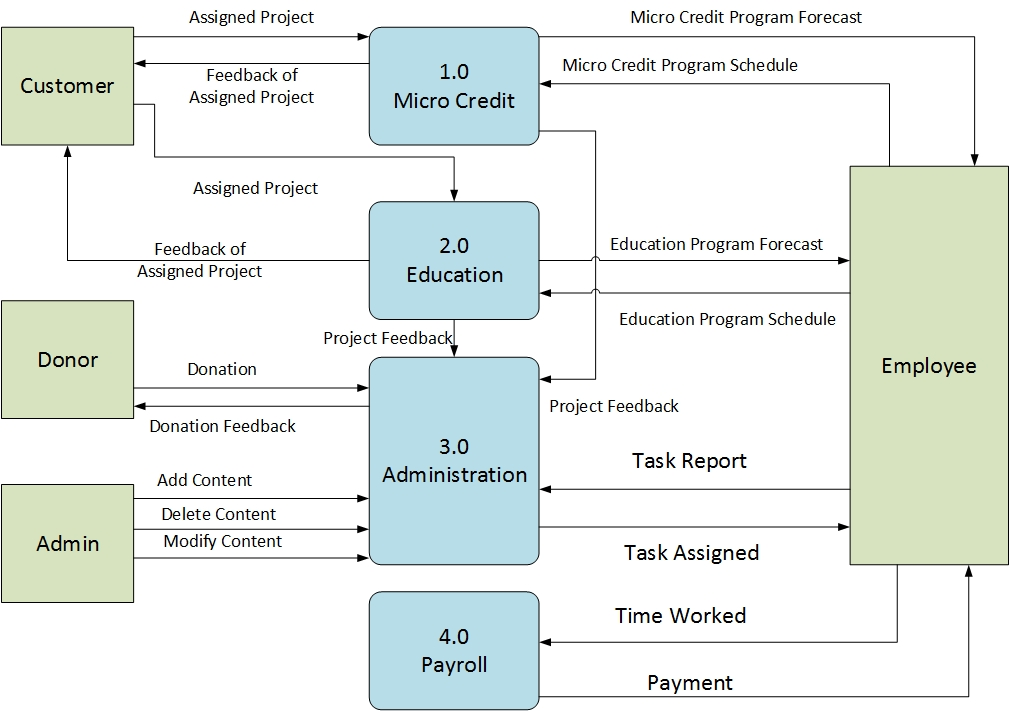 Assigned Project
Micro Credit Program Forecast
Customer
Feedback of
Assigned Project
1.0
Micro Credit
Micro Credit Program Schedule
Assigned Project
Feedback of
Assigned Project
2.0
Education
Education Program Forecast
Education Program Schedule
Project Feedback
Donor
Donation
Donation Feedback
Employee
Project Feedback
3.0
Administration
Task Report
Add Content
Delete Content
Modify Content
Admin
Task Assigned
4.0
Payroll
Time Worked
Payment